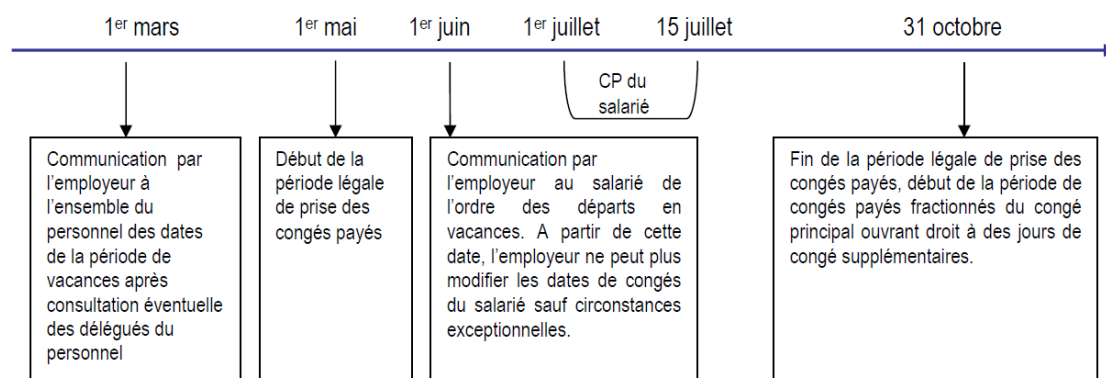 1er mars
1er mai
1er juin
1er juillet
15 juillet
31 octobre
CP du
salarié
Communication par
l'employeur à
l'ensemble du
personnel des dates
de la période de
vacances après
consultation éventuelle
des délégués du
personnel
Début de la
période légale
de prise des
congés payés
Communication par
l'employeur au salarié de
l'ordre des départs en
vacances. A partir de cette
date, l'employeur ne peut plus
modifier les dates de congés
du salarié sauf circonstances
exceptionnelles.
Fin de la période légale de prise des
congés payés, début de la période de
congés payés fractionnés du congé
principal ouvrant droit à des jours de
congé supplémentaires.